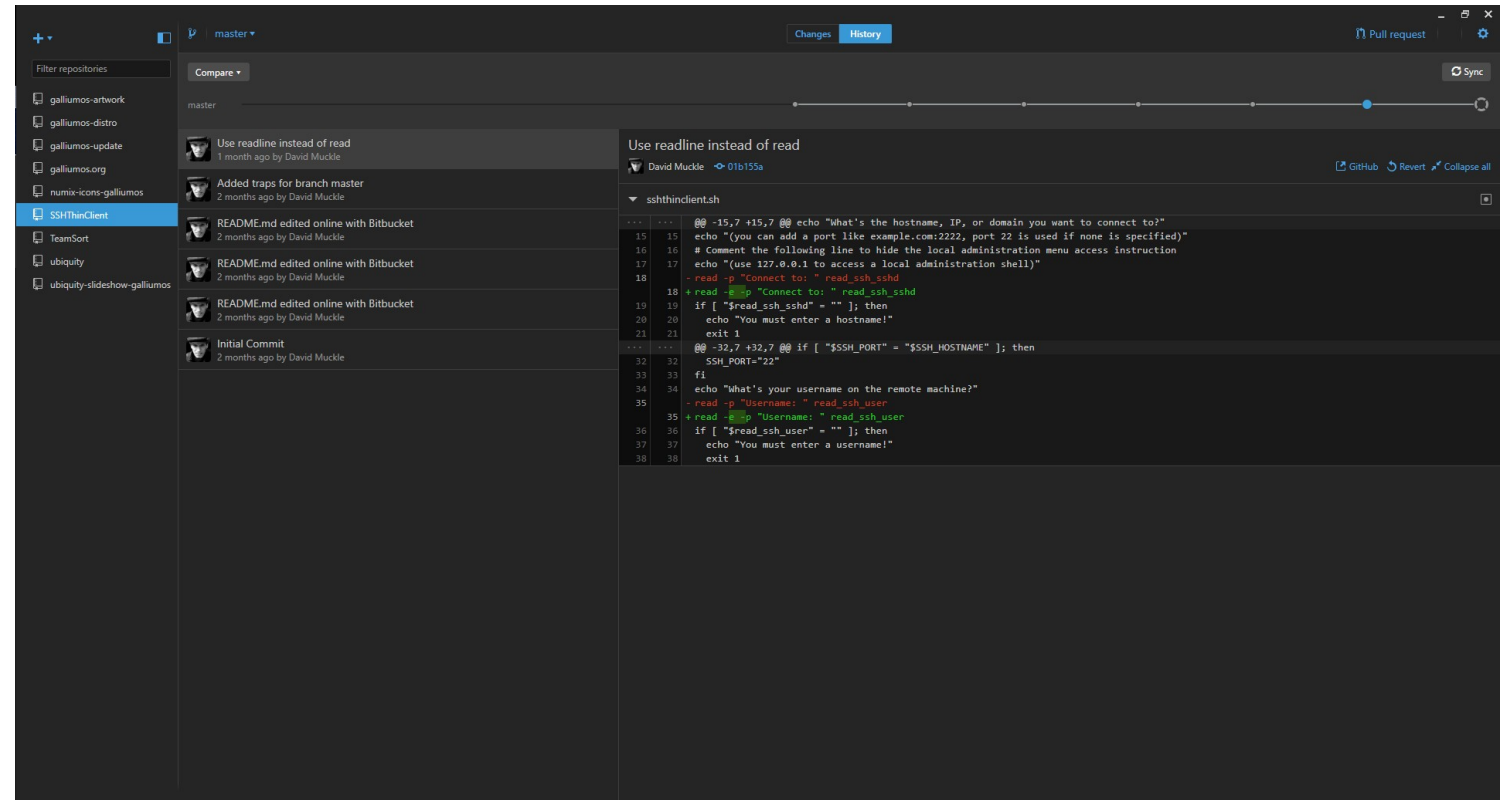 master
Changes
History
Pull request
Filter repositories
Compare
Sync
galliumos-artwork
galliumos-distro
galliumos-update
galliumos.org
numix-icons-galliumos
SSHThinClient
TeamSort
ubiquity
ubiquity-slideshow-galliumos
master
Use readline instead of read
1 month ago by David Muckle
Added traps for branch master
2 months ago by David Muckle
README.md edited online with Bitbucket
2 months ago by David Muckle
README.md edited online with Bitbucket
2 months ago by David Muckle
README.md edited online with Bitbucket
2 months ago by David Muckle
Initial Commit
2 months ago by David Muckle
Use readline instead of read
David Muckle 01b155a
GitHub Revert Collapse all
sshthinclient.sh
... ... @@ -15,7 +15,7 @@ echo "What's the hostname, IP, or domain you want to connect to?"
15 15 echo "(you can add a port like example.com:2222, port 22 is used if none is specified)"
16 16 # Comment the following line to hide the local administration menu access instruction
17 17 echo "(use 127.0.0.1 to access a local administration shell)"
18 - read -p "Connect to: " read_ssh_sshd
18 + read -e -p "Connect to: " read_ssh_sshd
19 19 if [ "$read_ssh_sshd" = "" ]; then
20 20 echo "You must enter a hostname!"
21 21 exit 1
... ... @@ -32,7 +32,7 @@ if [ "$SSH_PORT" = "$SSH_HOSTNAME" ]; then
32 32 SSH_PORT="22"
33 33 fi
34 34 echo "What's your username on the remote machine?"
35 - read -p "Username: " read_ssh_user
35 + read -e -p "Username: " read_ssh_user
36 36 if [ "$read_ssh_user" = "" ]; then
37 37 echo "You must enter a username!"
38 38 exit 1